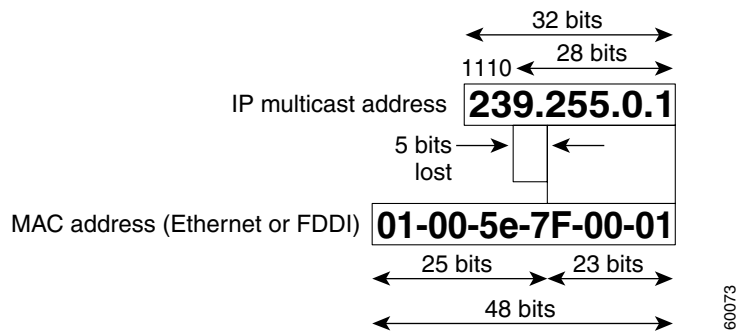 32 bits
1110
28 bits
IP multicast address
239.255.0.1
5 bits
lost
MAC address (Ethernet or FDDI)
01-00-5e-7F-00-01
25 bits
23 bits
48 bits
60073